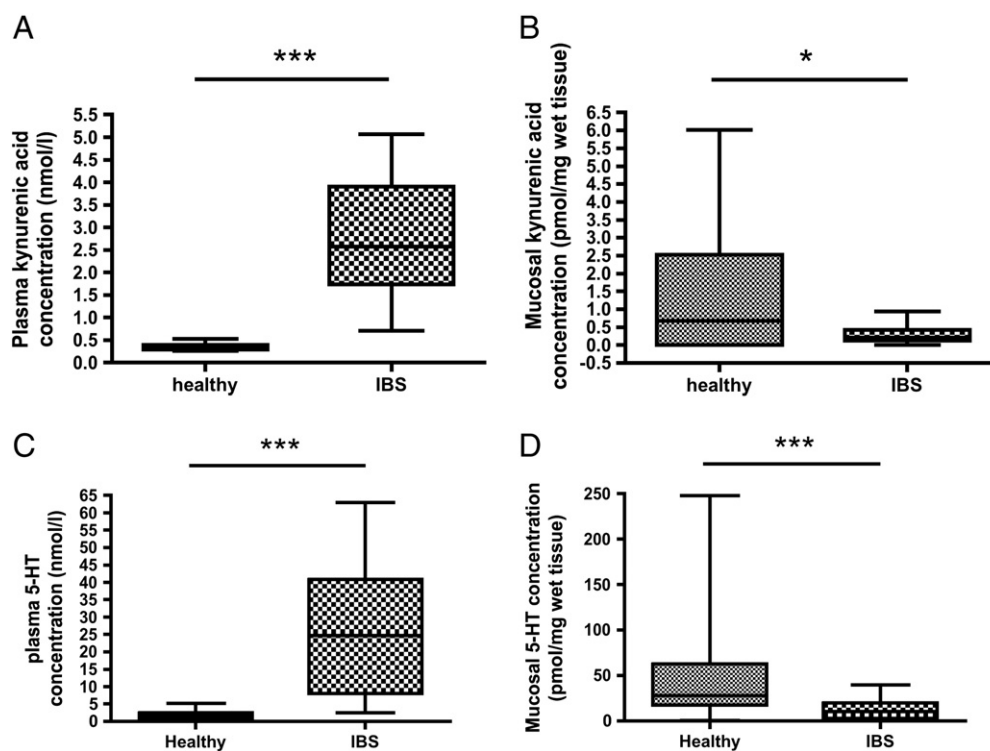 A
***
Plasma kynurenic acid
concentration (nmol/l)
5.5
5.0
4.5
4.0
3.5
3.0
2.5
2.0
1.5
1.0
0.5
0.0
healthy
IBS
B
*
Mucosal kynurenic acid
concentration (pmol/mg wet tissue)
6.5
6.0
5.5
5.0
4.5
4.0
3.5
3.0
2.5
2.0
1.5
1.0
0.5
0.0
-0.5
healthy
IBS
C
***
plasma 5-HT
concentration (nmol/l)
65
60
55
50
45
40
35
30
25
20
15
10
5
0
Healthy
IBS
D
***
Mucosal 5-HT concentration
(pmol/mg wet tissue)
250
200
150
100
50
0
Healthy
IBS